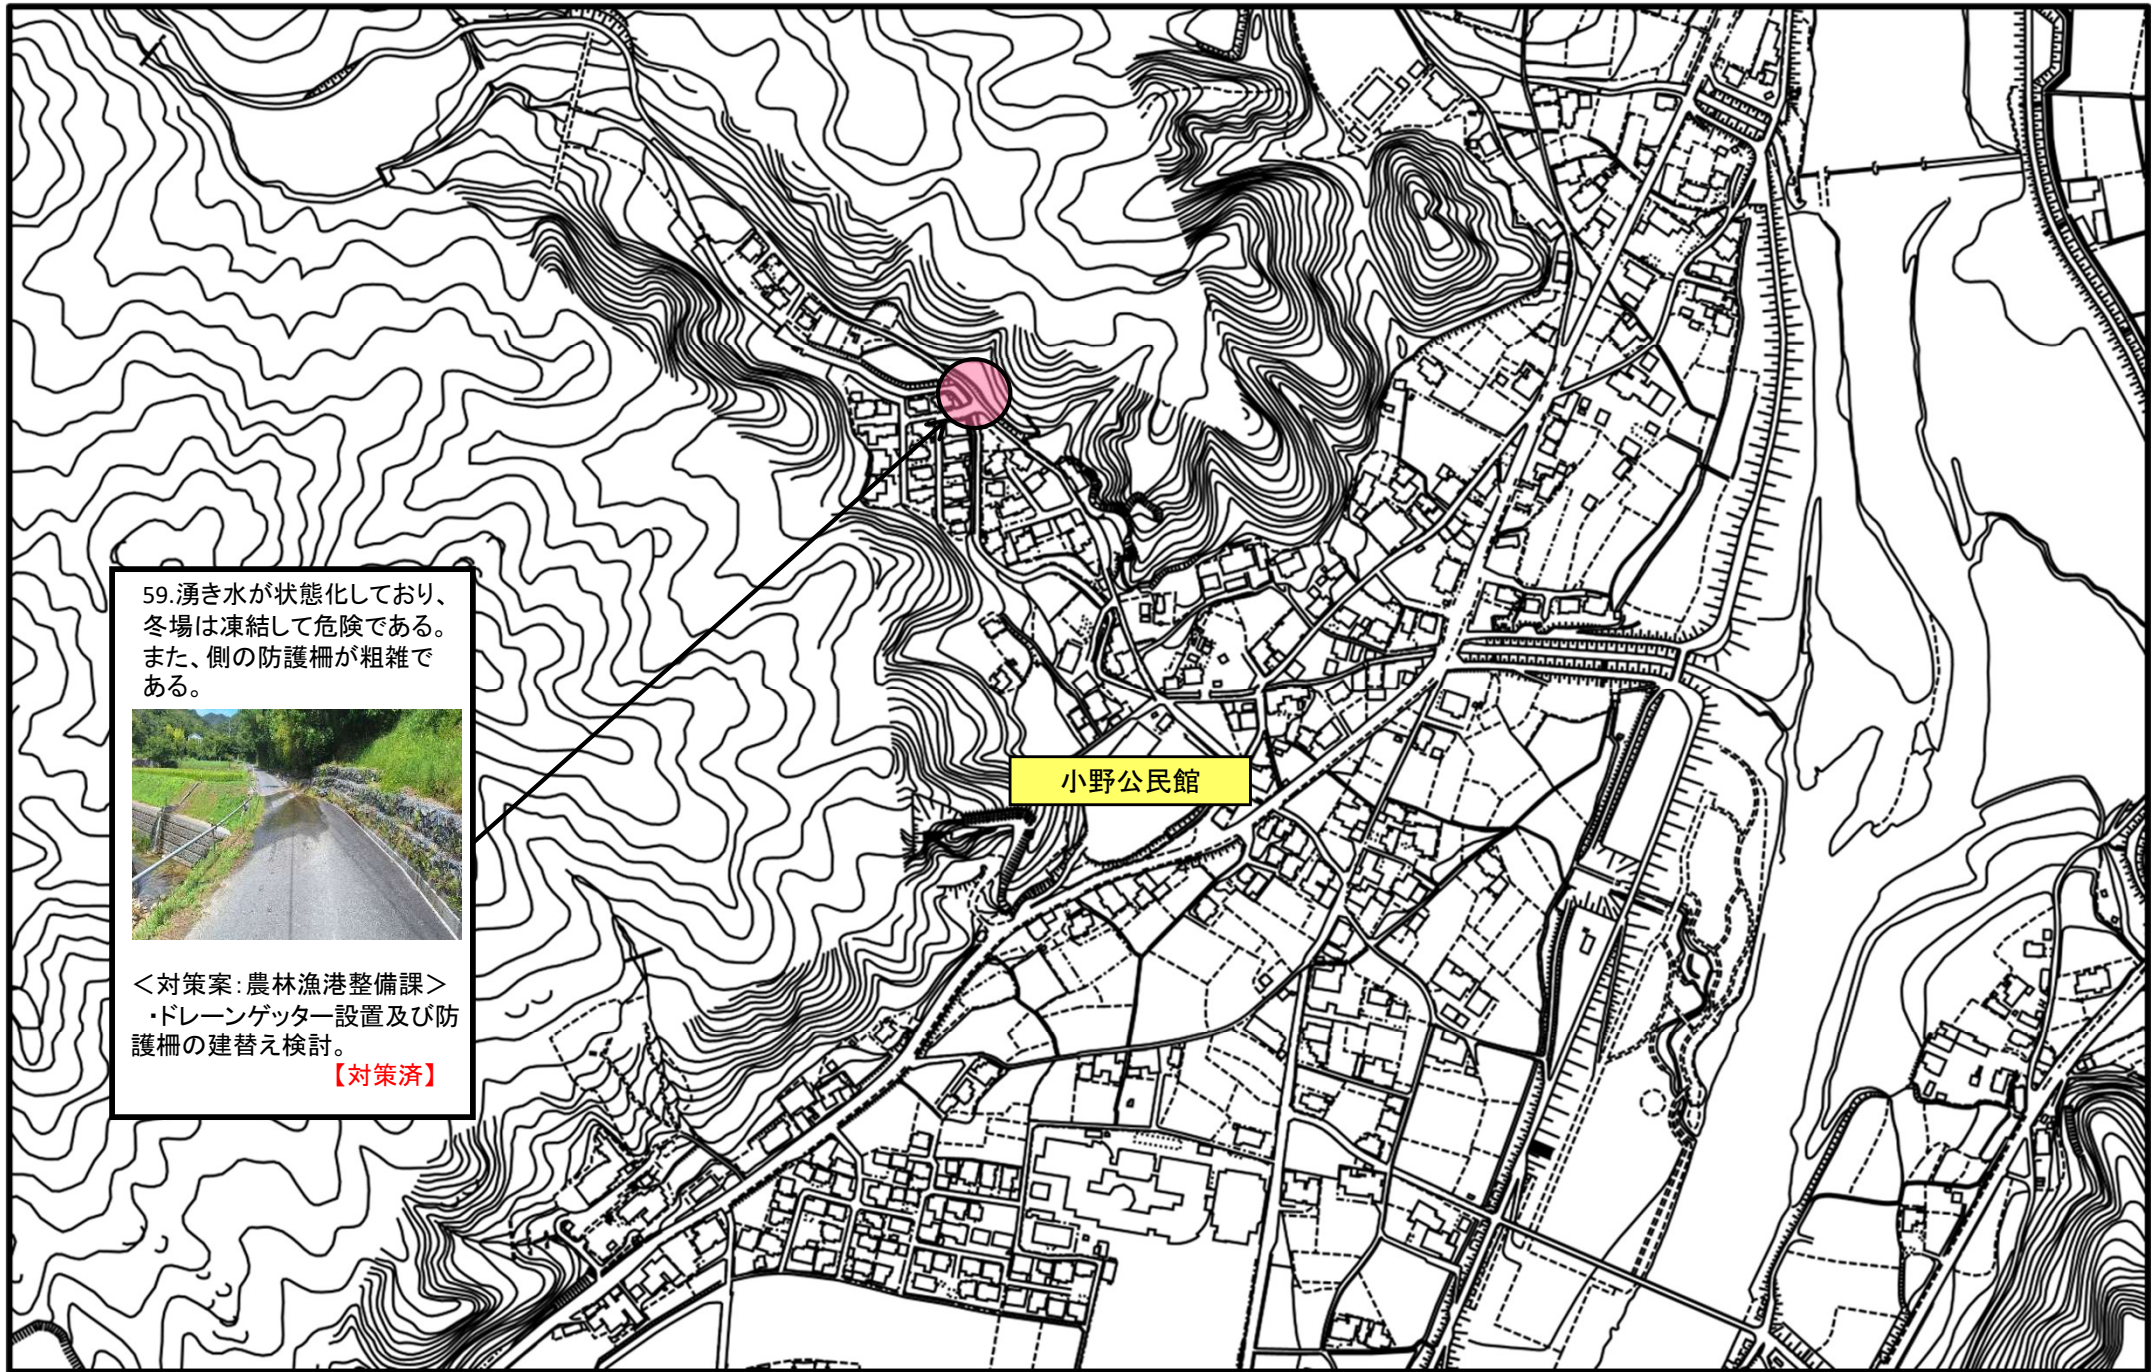 59.湧き水が状態化しており、
冬場は凍結して危険である。
また、側の防護柵が粗雑で
ある。
小野公民館
＜対策案：農林漁港整備課＞
・ドレーンゲッター設置及び防
護柵の建替え検討。
【対策済】